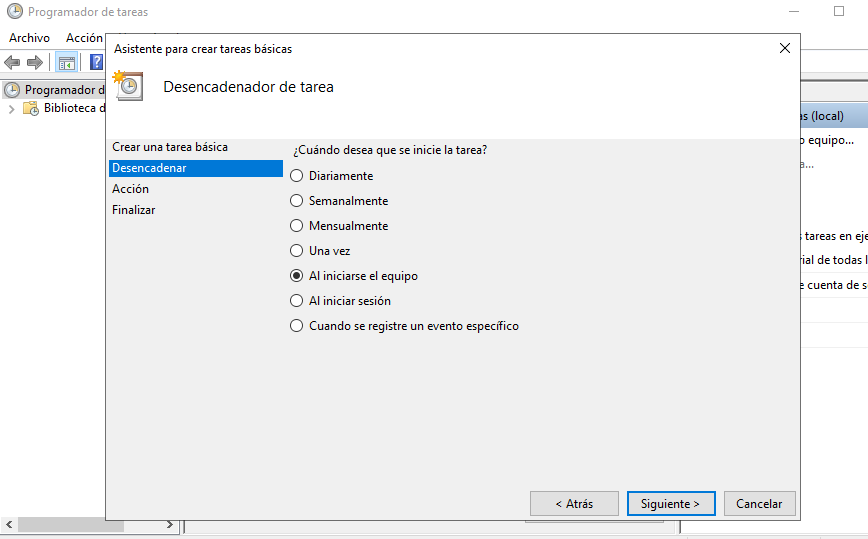 Programador de tareas
Archivo
Acción
Asistente para crear tareas básicas
Desencadenador de tarea
Programador d
Biblioteca d
Crear una tarea básica
Desencadenar
Acción
Finalizar
¿Cuándo desea que se inicie la tarea?
Diariamente
Semanalmente
Mensualmente
Una vez
Al iniciarse el equipo
Al iniciar sesión
Cuando se registre un evento específico
(local)
equipo...
tareas en eje
de todas l
cuenta de s
< Atrás
Siguiente >
Cancelar